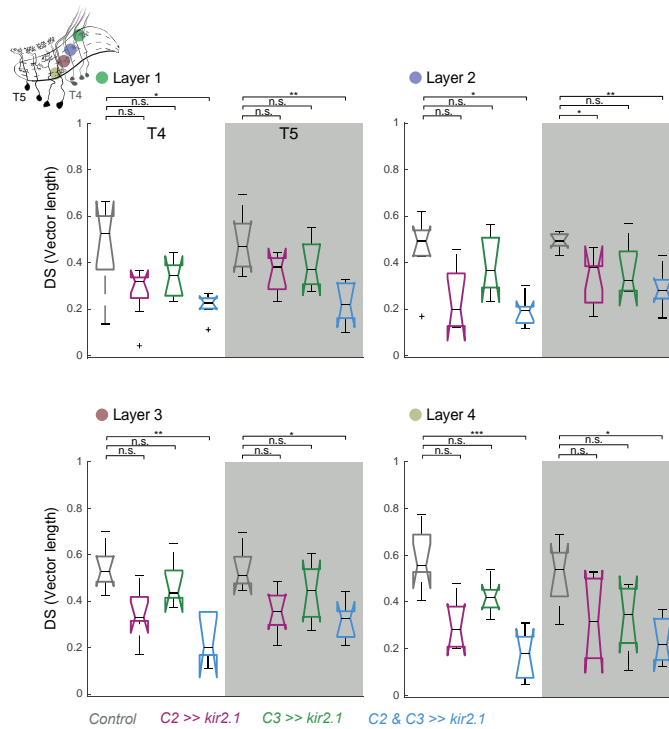 T5 T4
Layer 1
Layer 2
*
n.s.
n.s.
**
n.s.
n.s.
*
n.s.
n.s.
**
n.s.
*
DS (Vector length)
1
0.8
0.6
0.4
0.2
0
T4
T5
1
0.8
0.6
0.4
0.2
0
Layer 3
Layer 4
**
n.s.
n.s.
*
n.s.
n.s.
***
n.s.
n.s.
*
n.s.
n.s.
DS (Vector length)
1
0.8
0.6
0.4
0.2
0
1
0.8
0.6
0.4
0.2
0
Control C2 >> kir2.1 C3 >> kir2.1 C2 & C3 >> kir2.1